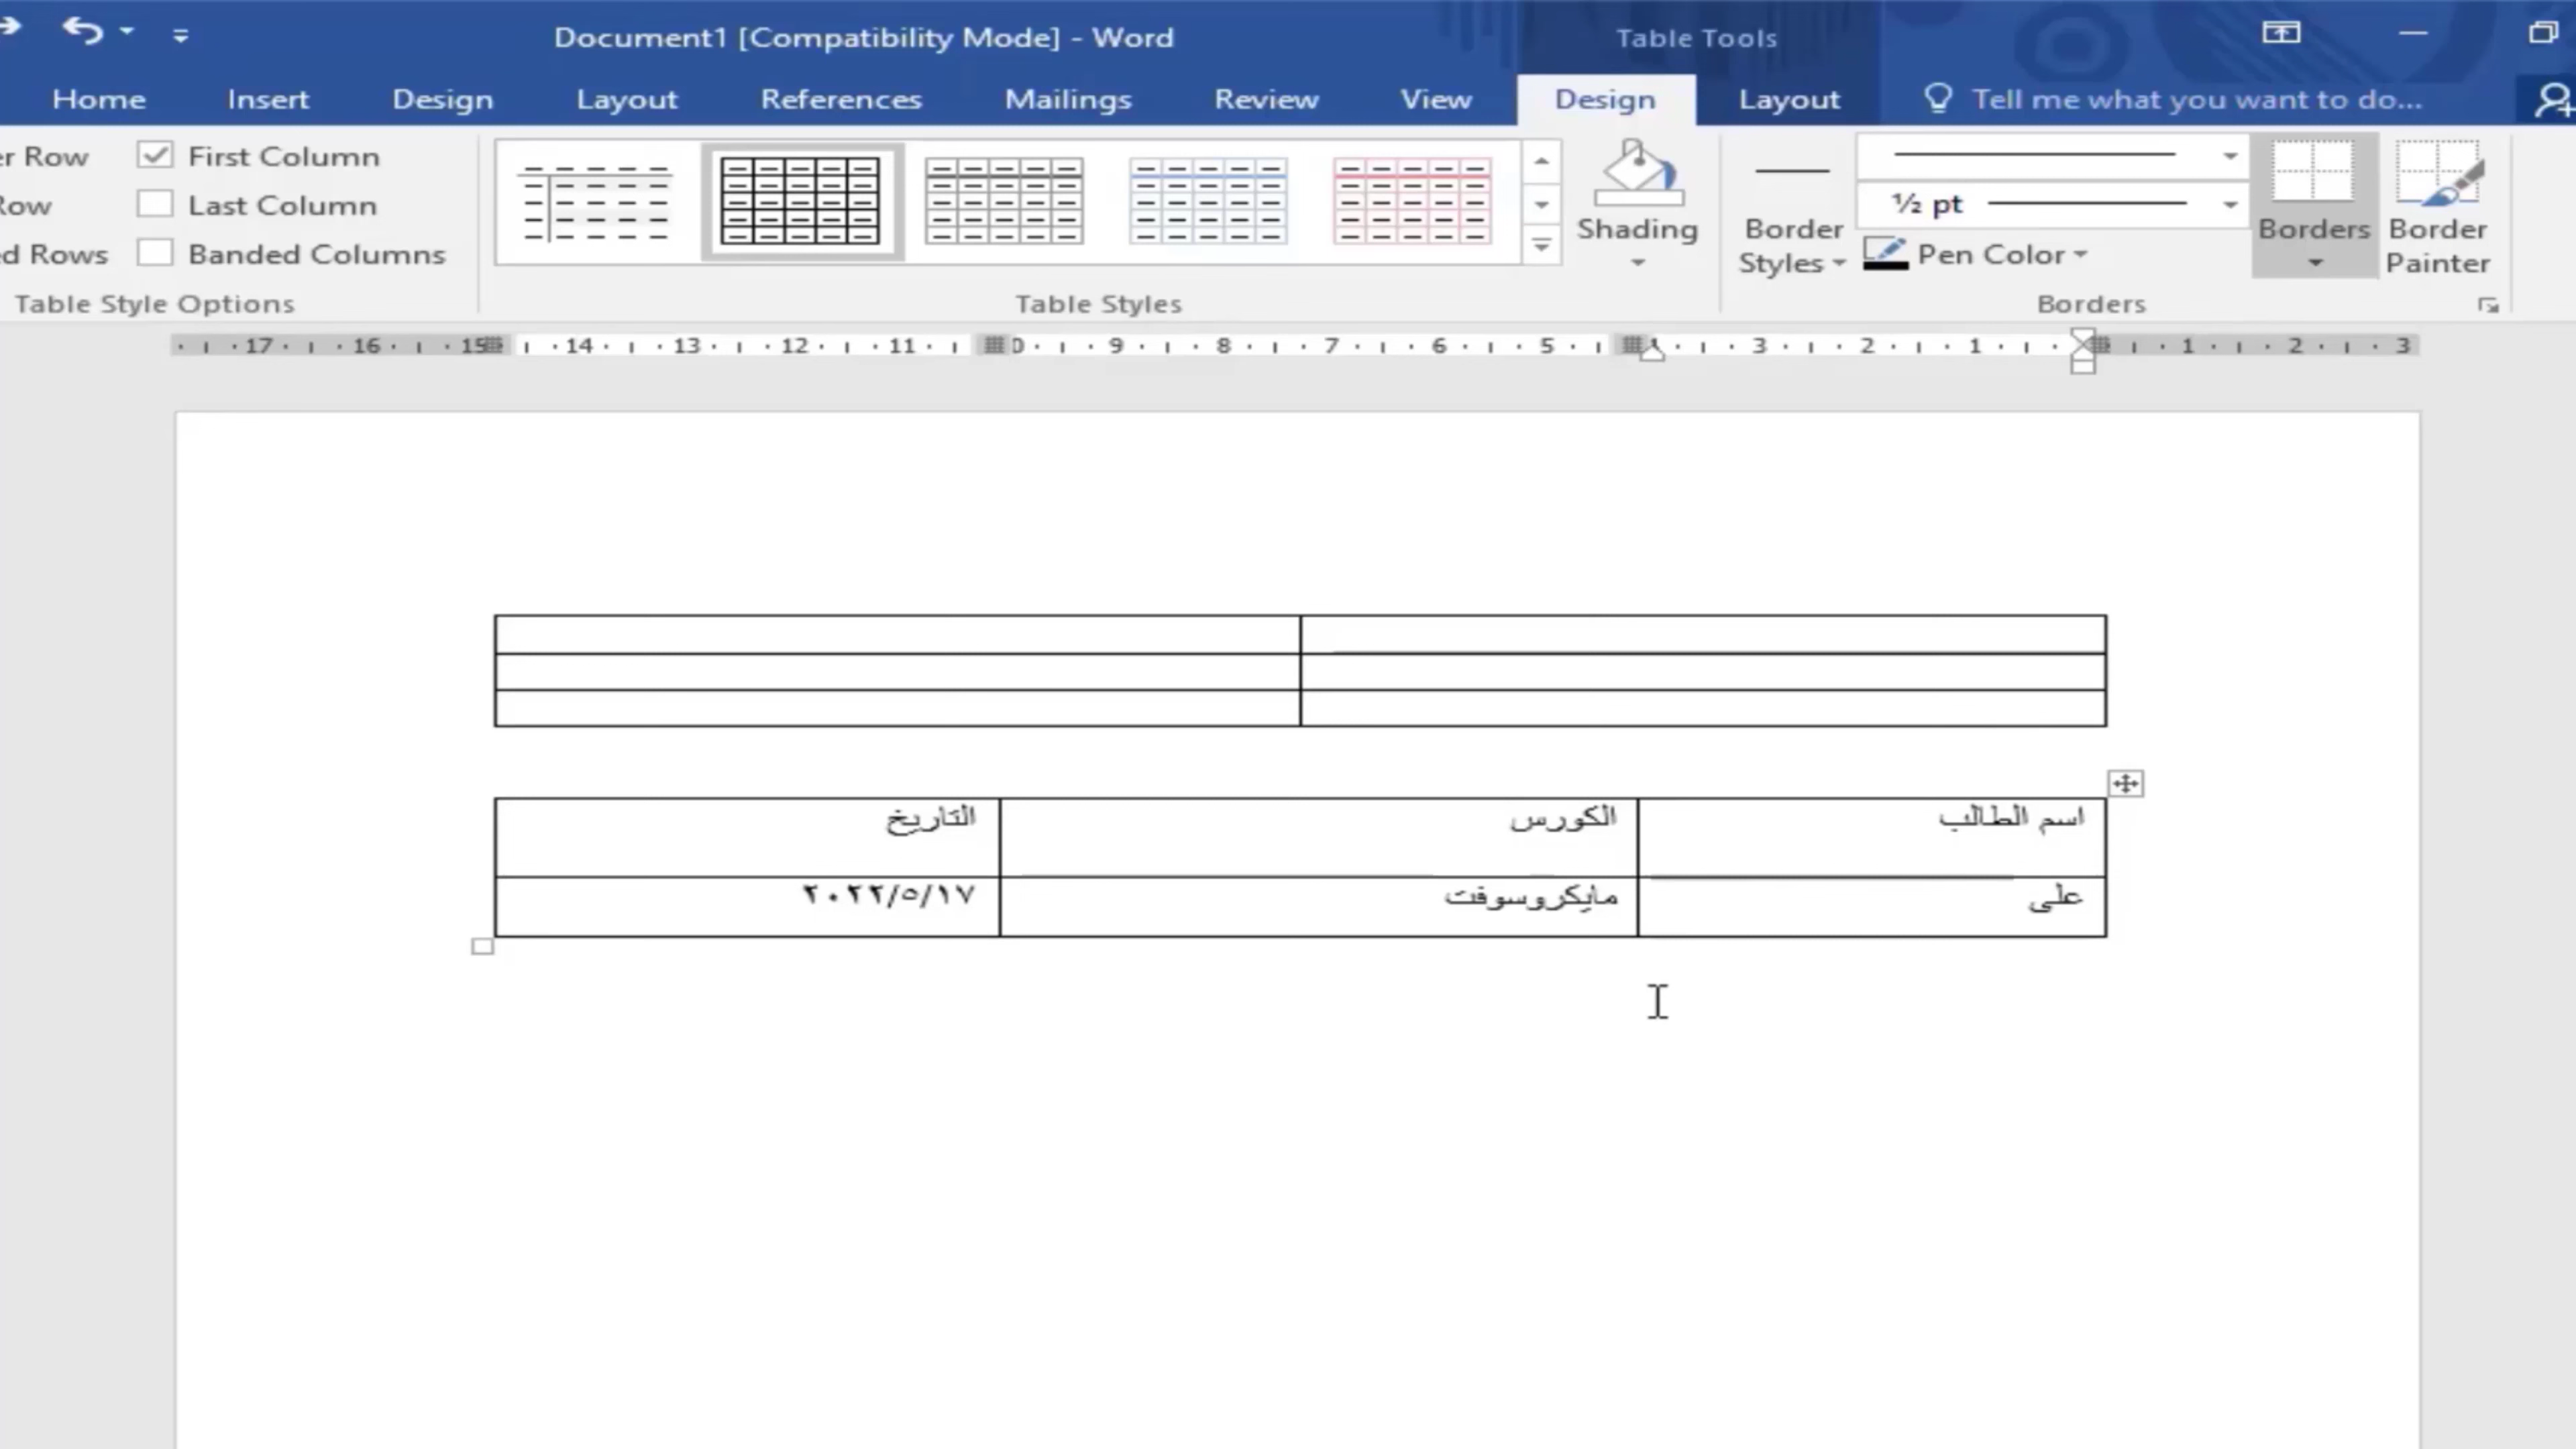 Document1 [Compatibility Mode] - Word
Table Tools
Home Insert Design Layout References Mailings Review View Design Layout Tell me what you want to do...
er Row First Column
Row Last Column
d Rows Banded Columns
Table Style Options
Table Styles
Shading
Border Styles
½ pt
Pen Color
Borders
Border Painter
Borders
17 16 15 14 13 12 11 10 9 8 7 6 5 3 2 1 1 2 3
اسم الطالب الكورس التاريخ
على مايكروسوفت ٢٠٢٢/٥/١٧